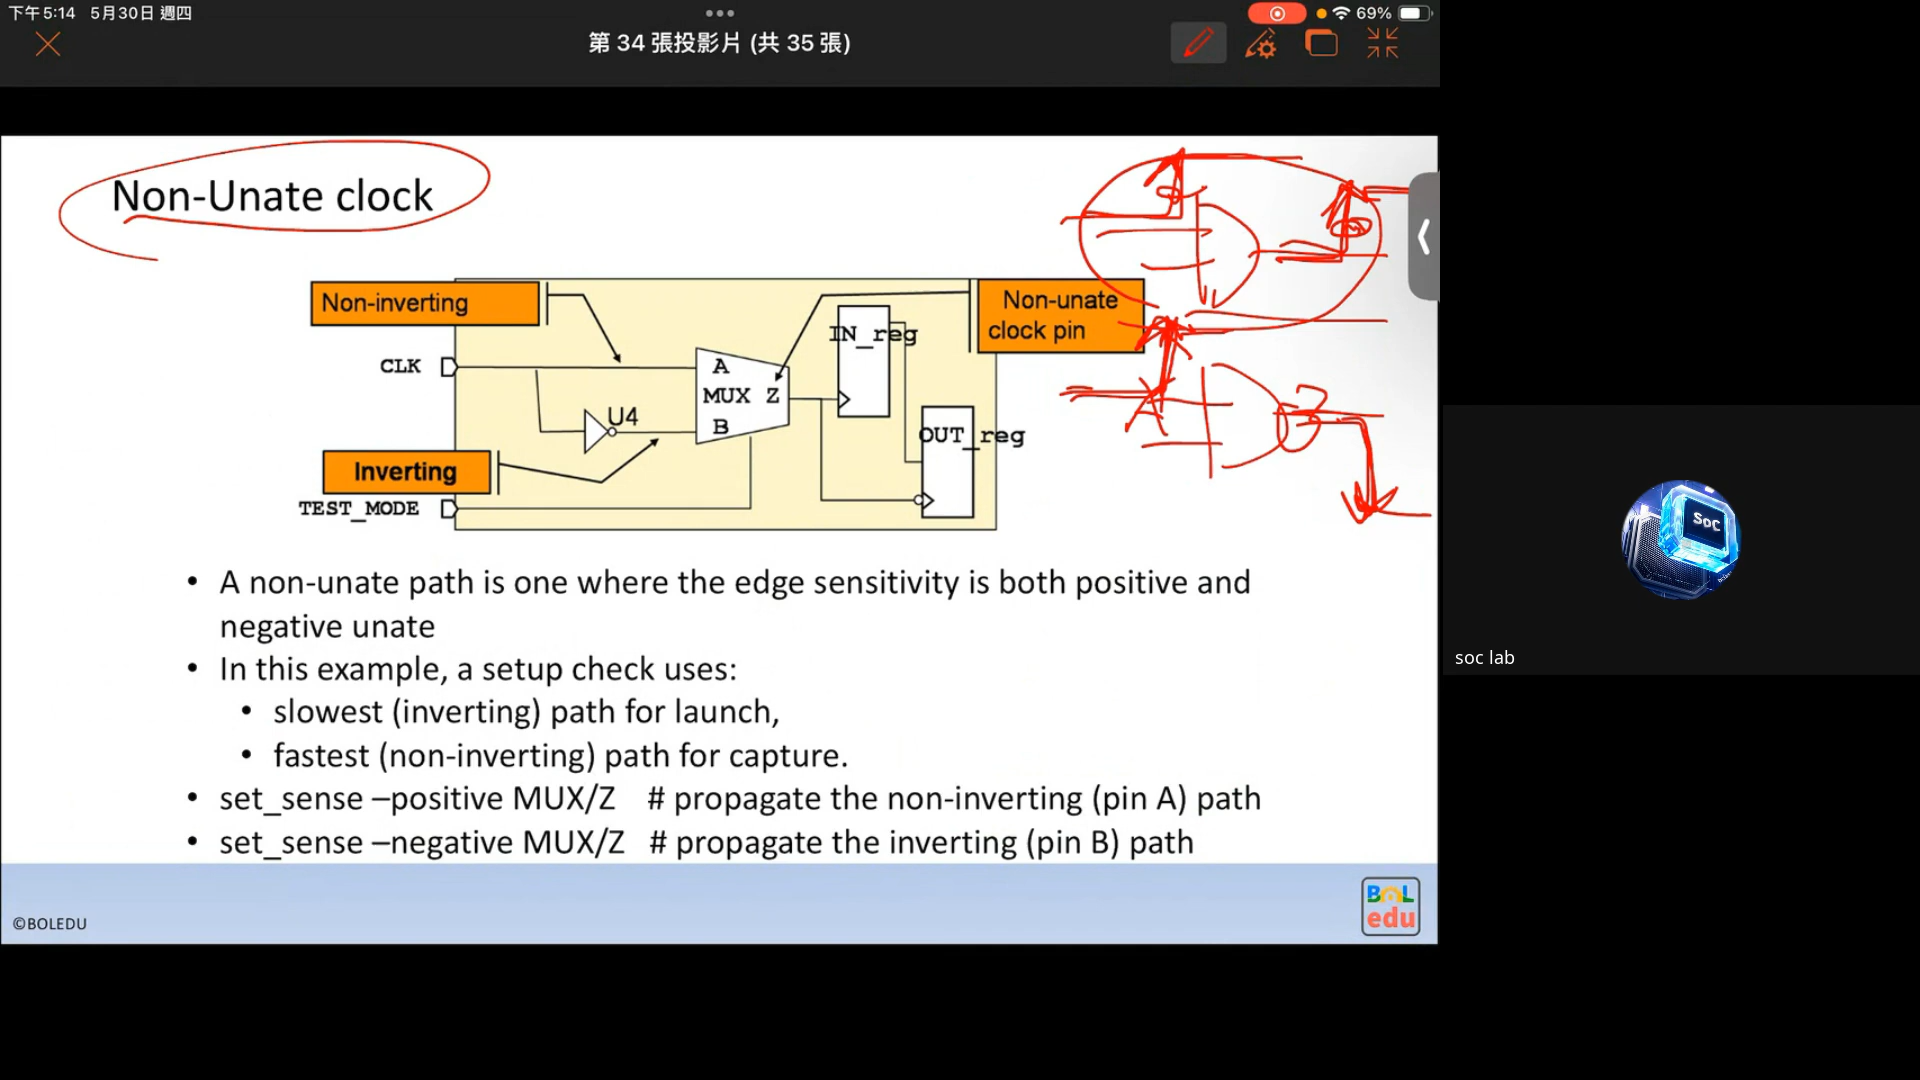 下午5:14 5月30日 週四
69%
第 34 張投影片 (共 35 張)
Non-Unate clock
Non-inverting
Non-unate
clock pin
IN_reg
CLK
A
MUX Z
B
U4
OUT_reg
Inverting
TEST_MODE
A
• A non-unate path is one where the edge sensitivity is both positive and
negative unate
• In this example, a setup check uses:
• slowest (inverting) path for launch,
• fastest (non-inverting) path for capture.
• set_sense –positive MUX/Z # propagate the non-inverting (pin A) path
• set_sense –negative MUX/Z # propagate the inverting (pin B) path
©BOLEDU
BOL
edu
SoC
soc lab